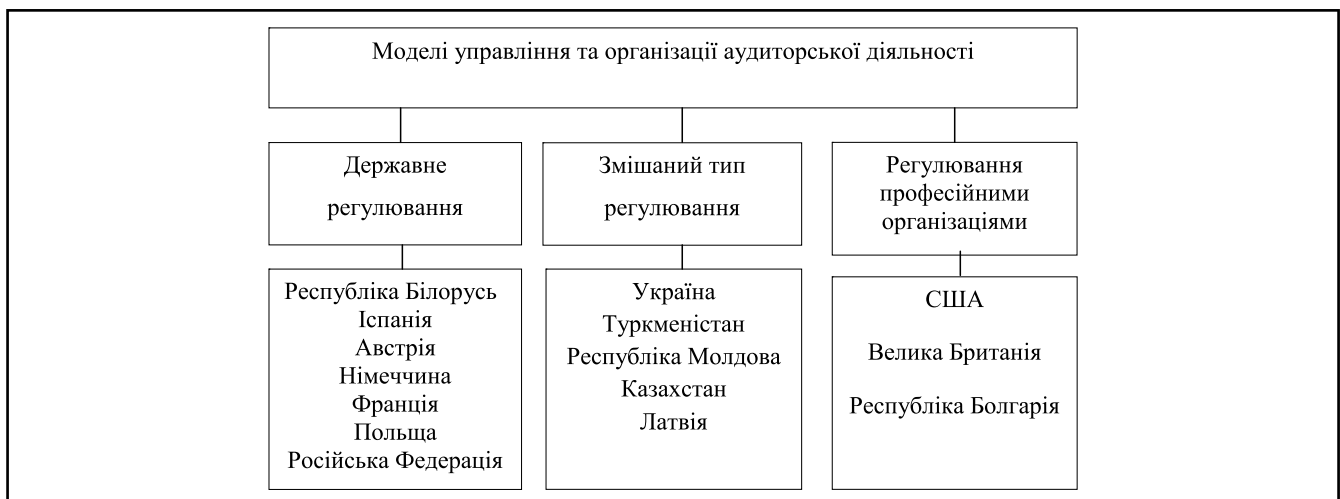 Моделі управління та організації аудиторської діяльності
Державне
регулювання
Змішаний тип
регулювання
Регулювання
професійними
організаціями
Республіка Білорусь
Іспанія
Австрія
Німеччина
Франція
Польща
Російська Федерація
Україна
Туркменістан
Республіка Молдова
Казахстан
Латвія
США
Велика Британія
Республіка Болгарія